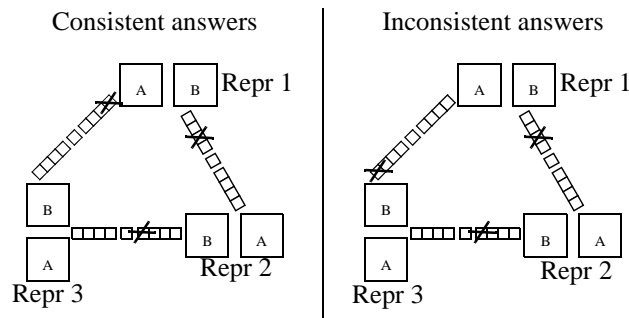 Consistent answers
Inconsistent answers
A B Repr 1
A B Repr 1
B
B
B A
B A
A
A
Repr 2
Repr 2
Repr 3
Repr 3